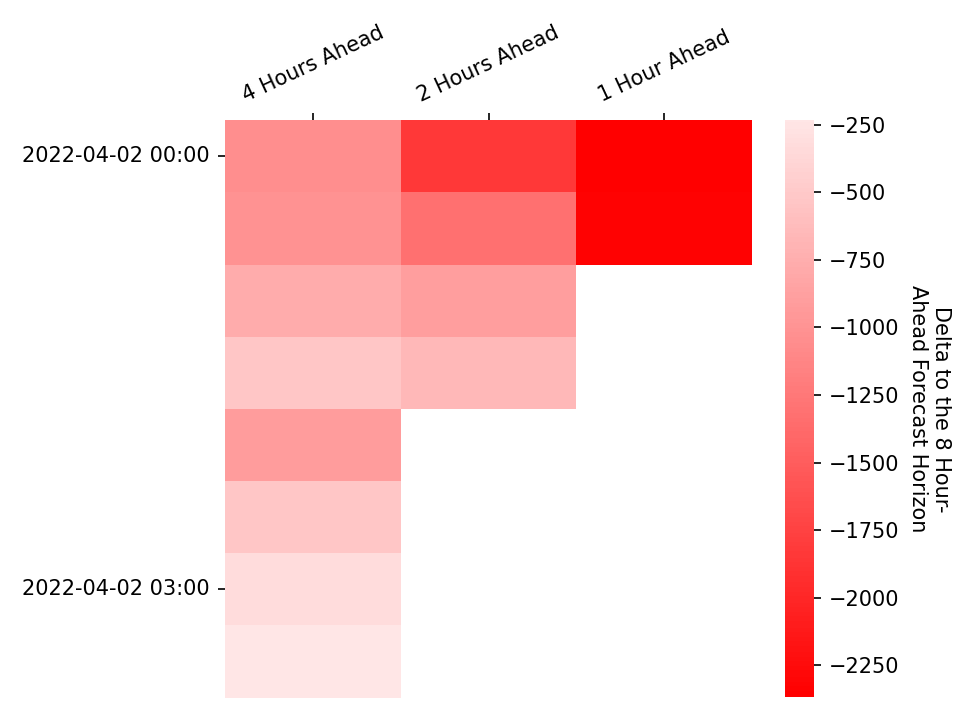 4 Hours Ahead
2 Hours Ahead
1 Hour Ahead
2022-04-02 00:00
2022-04-02 03:00
−250
−500
−750
−1000
−1250
−1500
−1750
−2000
−2250
Delta to the 8 Hour-
Ahead Forecast Horizon